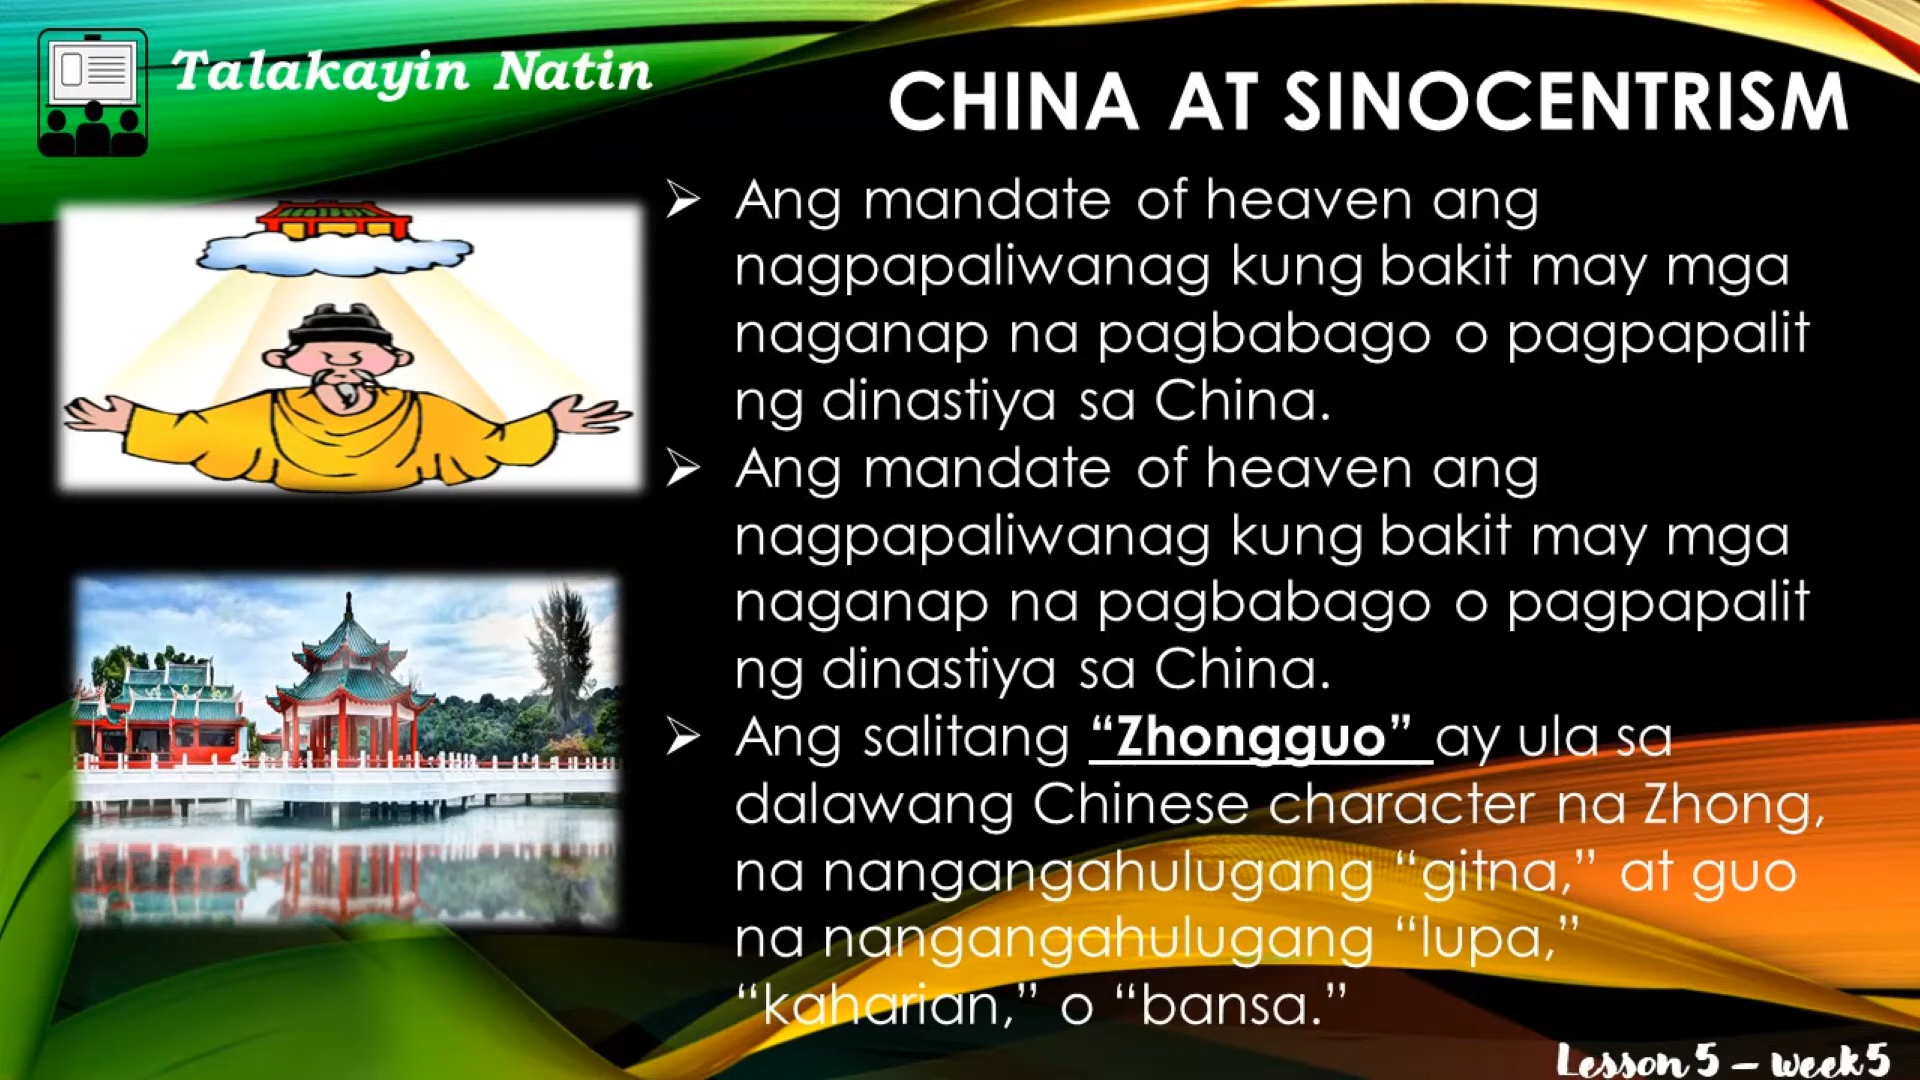 Talakayin Natin
CHINA AT SINOCENTRISM
➢ Ang mandate of heaven ang
nagpapaliwanag kung bakit may mga
naganap na pagbabago o pagpapalit
ng dinastiya sa China.
➢ Ang mandate of heaven ang
nagpapaliwanag kung bakit may mga
naganap na pagbabago o pagpapalit
ng dinastiya sa China.
➢ Ang salitang “Zhongguo” ay ula sa
dalawang Chinese character na Zhong,
na nangangahulugang “gitna,” at guo
na nangangahulugang “lupa,”
“kaharian,” o “bansa.”
Lesson 5 – week 5